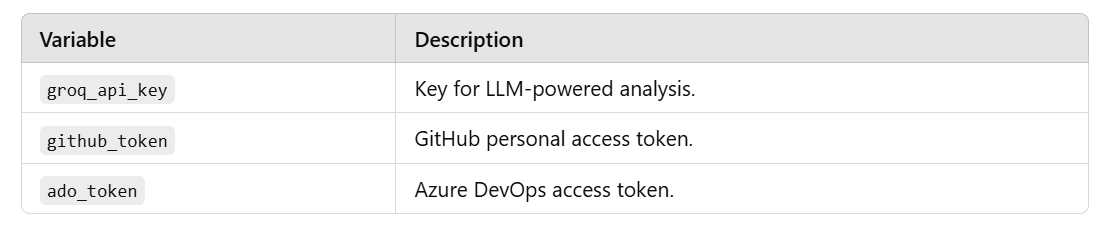 Variable Description
groq_api_key Key for LLM-powered analysis.
github_token GitHub personal access token.
ado_token Azure DevOps access token.